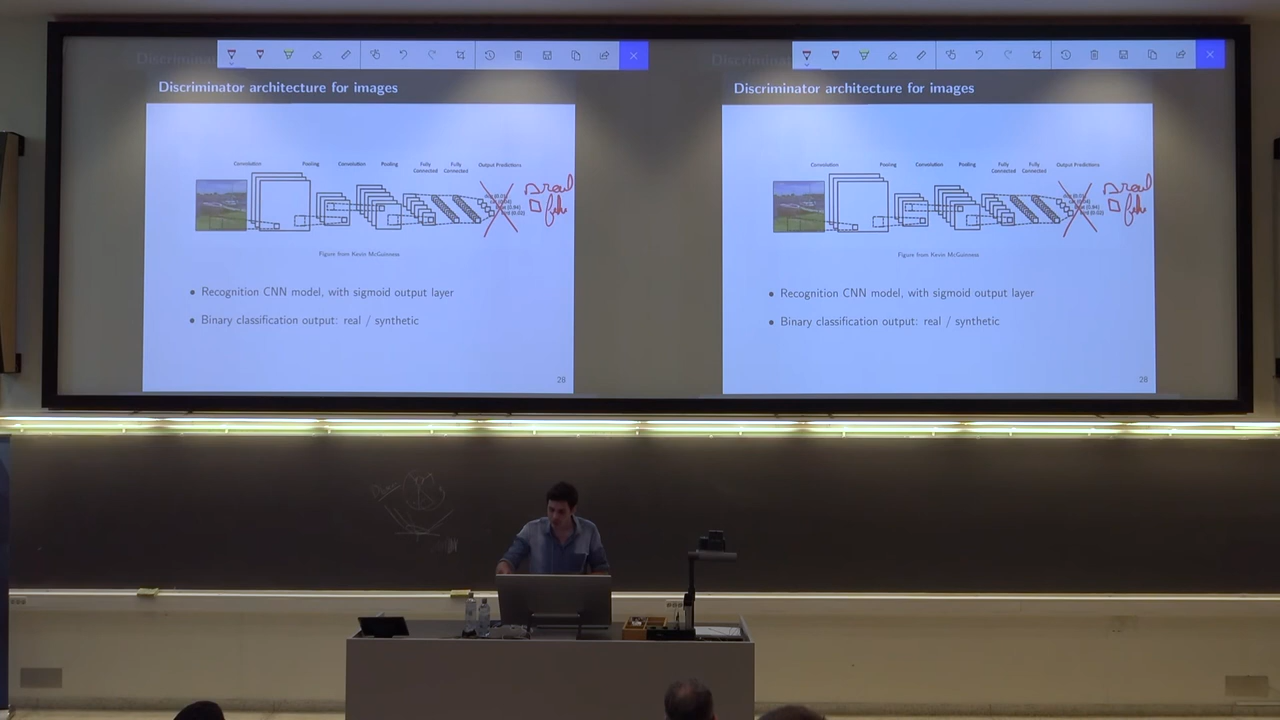 Discriminator architecture for images
Convolution Pooling Convolution Pooling Fully Connected Fully Connected Output Predictions
real
fake
Figure from Kevin McGuinness
• Recognition CNN model, with sigmoid output layer
• Binary classification output: real / synthetic
29
Discriminator architecture for images
Convolution Pooling Convolution Pooling Fully Connected Fully Connected Output Predictions
real
fake
Figure from Kevin McGuinness
• Recognition CNN model, with sigmoid output layer
• Binary classification output: real / synthetic
28